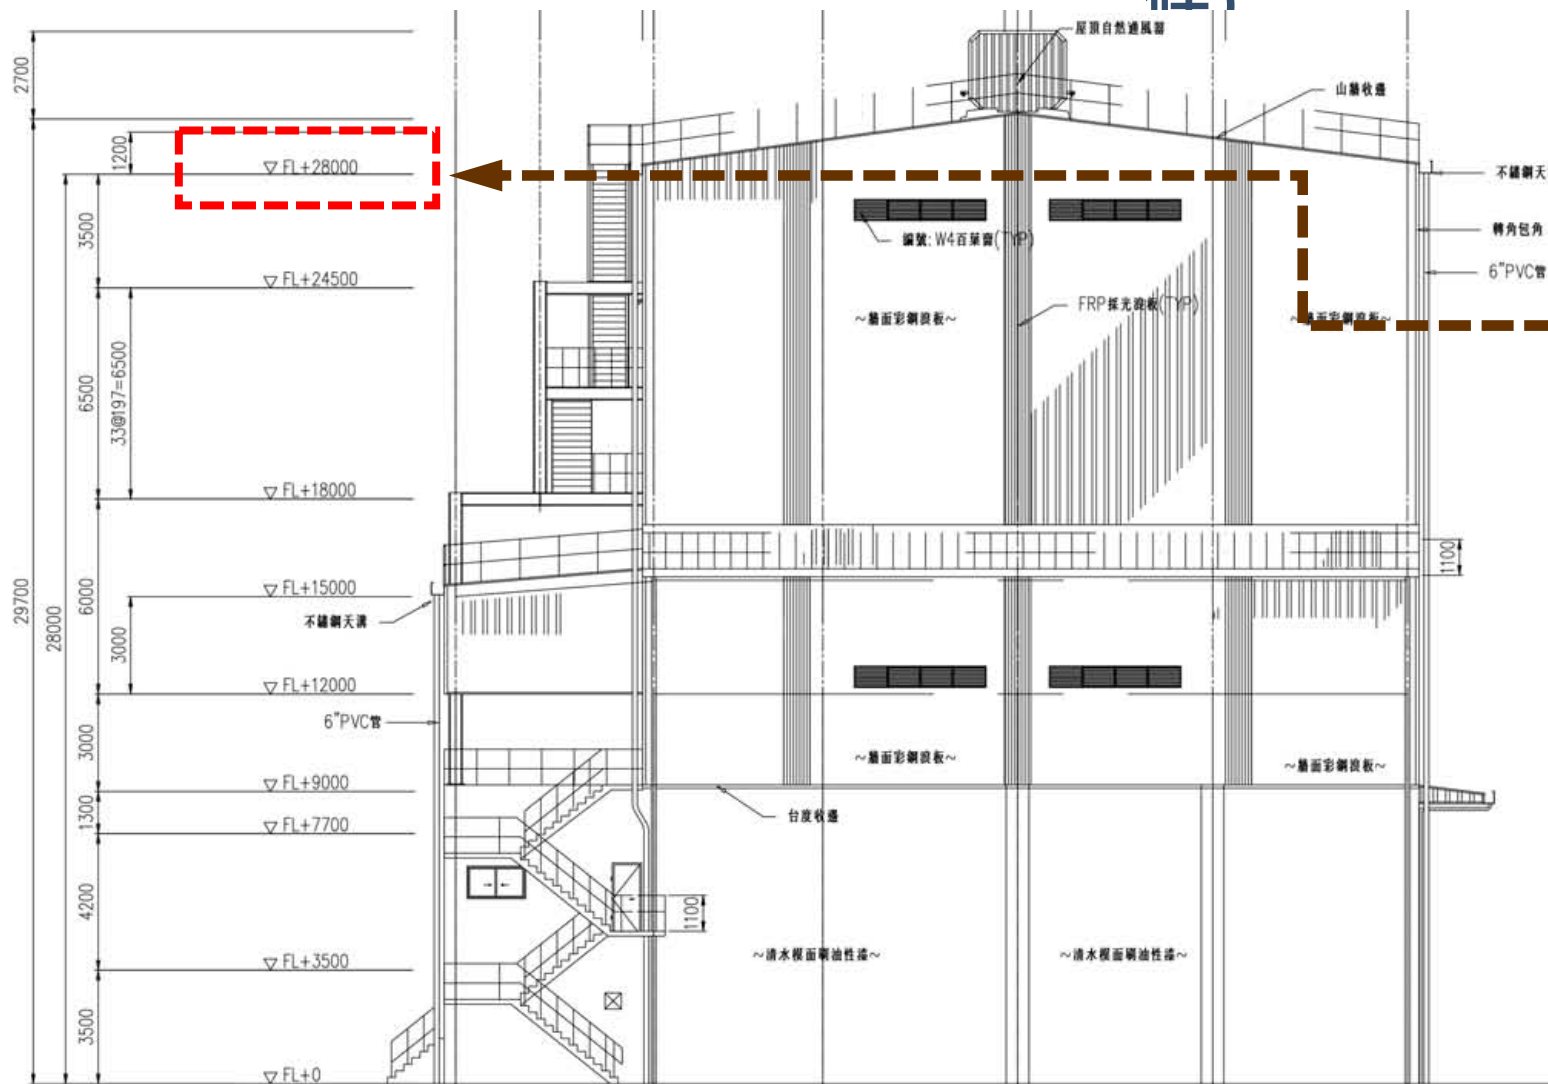 屋頂自然通風器
2700
山牆收邊
1200
FL+28000
不鏽鋼天
3500
轉角包角
編號:W4百葉窗(TYP)
6"PVC管
FL+24500
FRP採光浪板(TYP)
~牆面彩鋼浪板~
~牆面彩鋼浪板~
33@197=6500
6500
FL+18000
1100
29700
28000
6000
FL+15000
不鏽鋼天溝
3000
FL+12000
6"PVC管
3000
~牆面彩鋼浪板~
~牆面彩鋼浪板~
FL+9000
1300
台度收邊
FL+7700
4200
1100
~清水模面刷油性漆~
~清水模面刷油性漆~
FL+3500
3500
FL+0